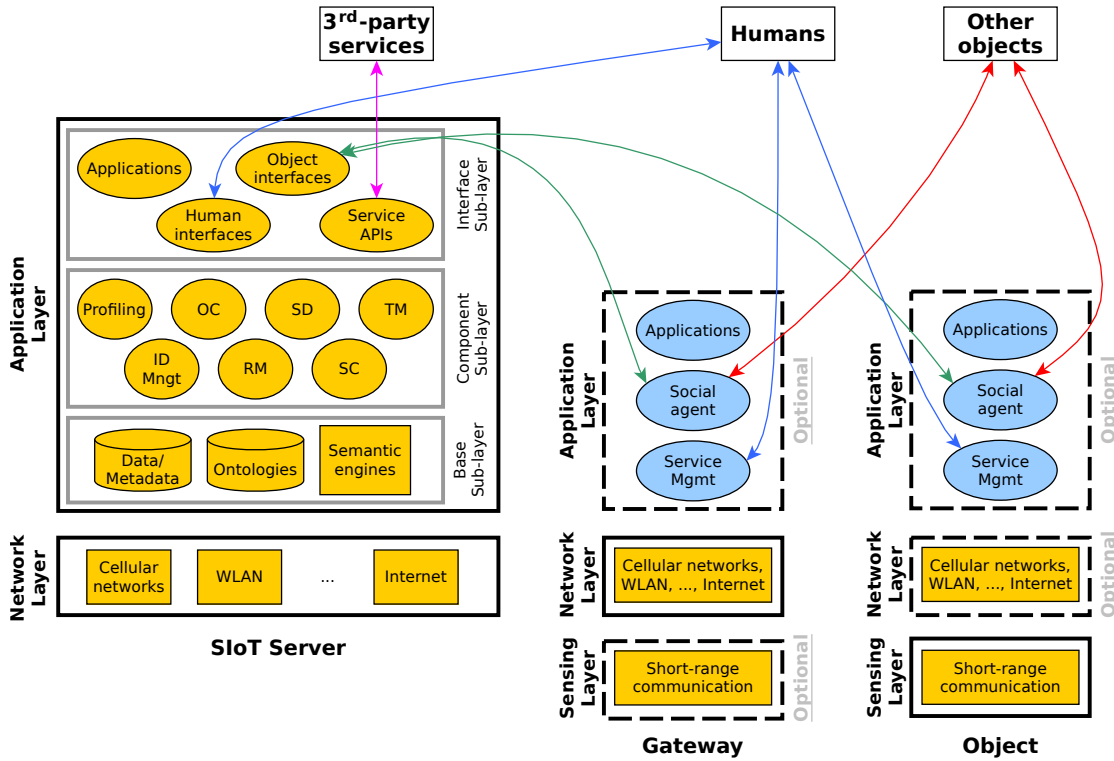 3rd-party
services
Humans
Other
objects
Application
Layer
Applications
Object
interfaces
Human
interfaces
Service
APIs
Interface
Sub-layer
Profiling
OC
SD
TM
ID
Mngt
RM
SC
Component
Sub-layer
Data/
Metadata
Ontologies
Semantic
engines
Base
Sub-layer
Network
Layer
Cellular
networks
WLAN
...
Internet
SIoT Server
Application
Layer
Applications
Social
agent
Service
Mgmt
Optional
Network
Layer
Cellular networks,
WLAN, ..., Internet
Sensing
Layer
Short-range
communication
Optional
Gateway
Application
Layer
Applications
Social
agent
Service
Mgmt
Optional
Network
Layer
Cellular networks,
WLAN, ..., Internet
Optional
Sensing
Layer
Short-range
communication
Object